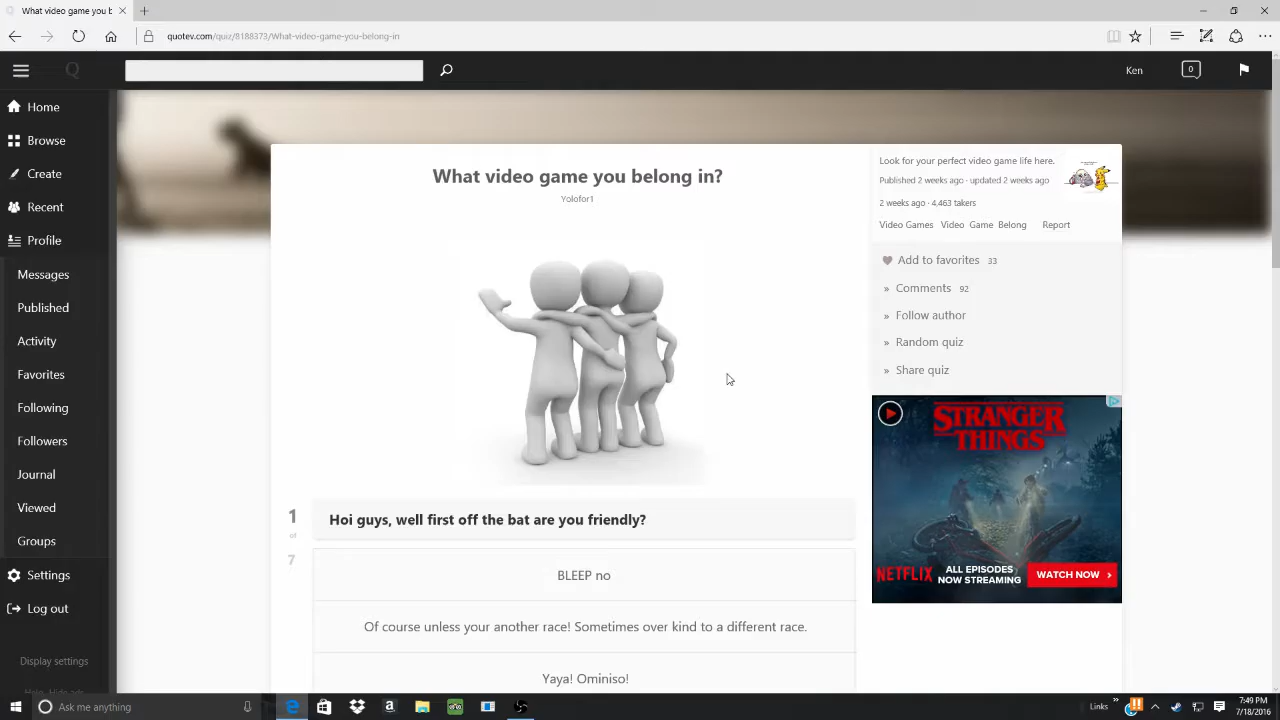 What video game you b
quotev.com/quiz/8188373/What-video-game-you-belong-in
Q
Ken
0
Home
Browse
Create
Recent
Profile
Messages
Published
Activity
Favorites
Following
Followers
Journal
Viewed
Groups
Settings
Log out
Display settings
Help · Hide ads
What video game you belong in?
Yolofor1
1
of
7
Hoi guys, well first off the bat are you friendly?
BLEEP no
Of course unless your another race! Sometimes over kind to a different race.
Yaya! Ominiso!
Look for your perfect video game life here.
Published 2 weeks ago · updated 2 weeks ago
2 weeks ago · 4,463 takers
Video Games Video Game Belong Report
Add to favorites 33
» Comments 92
» Follow author
» Random quiz
» Share quiz
STRANGER
THINGS
NETFLIX
ALL EPISODES
NOW STREAMING
WATCH NOW
Ask me anything
Links
7:49 PM
7/18/2016